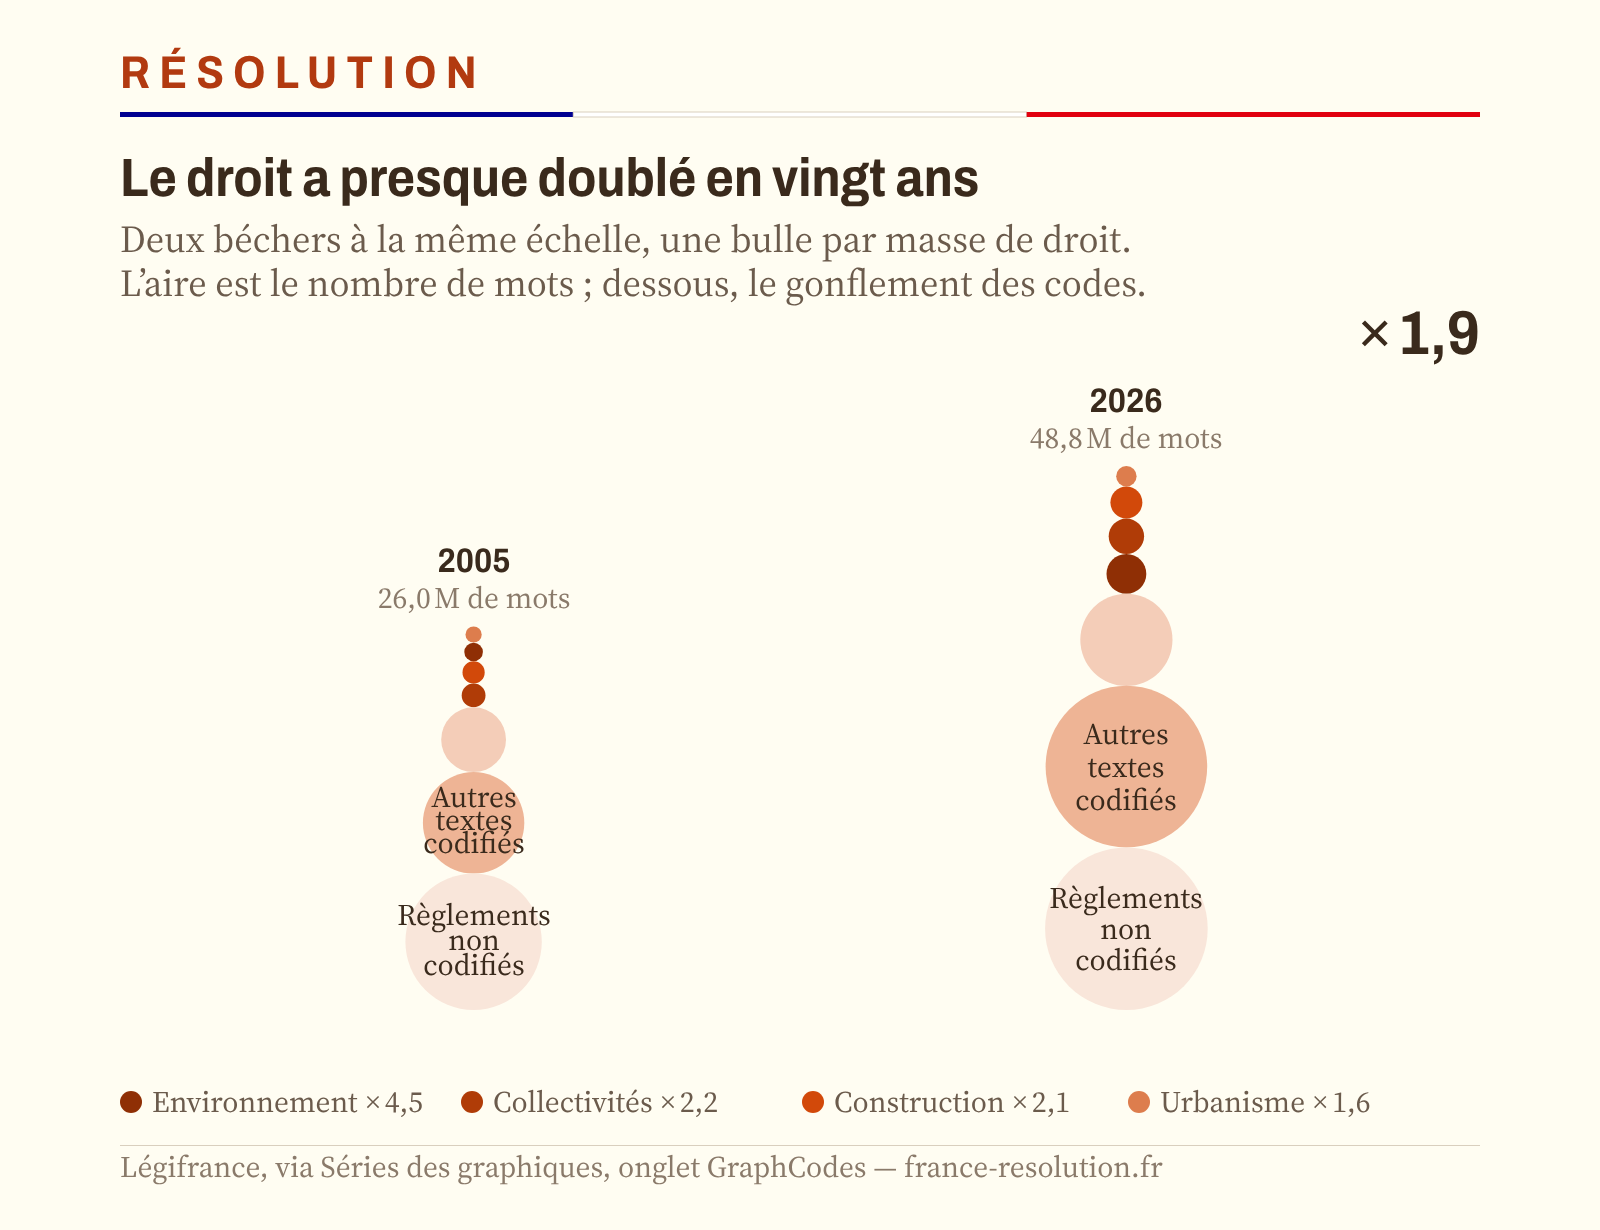 RÉSOLUTION
Le droit a presque doublé en vingt ans
Deux béchers à la même échelle, une bulle par masse de droit.
L’aire est le nombre de mots ; dessous, le gonflement des codes.
× 1,9
2026
48,8 M de mots
2005
26,0 M de mots
Autres
textes
codifiés
Règlements
non
codifiés
Autres
textes
codifiés
Règlements
non
codifiés
Environnement × 4,5
Collectivités × 2,2
Construction × 2,1
Urbanisme × 1,6
Légifrance, via Séries des graphiques, onglet GraphCodes — france-resolution.fr